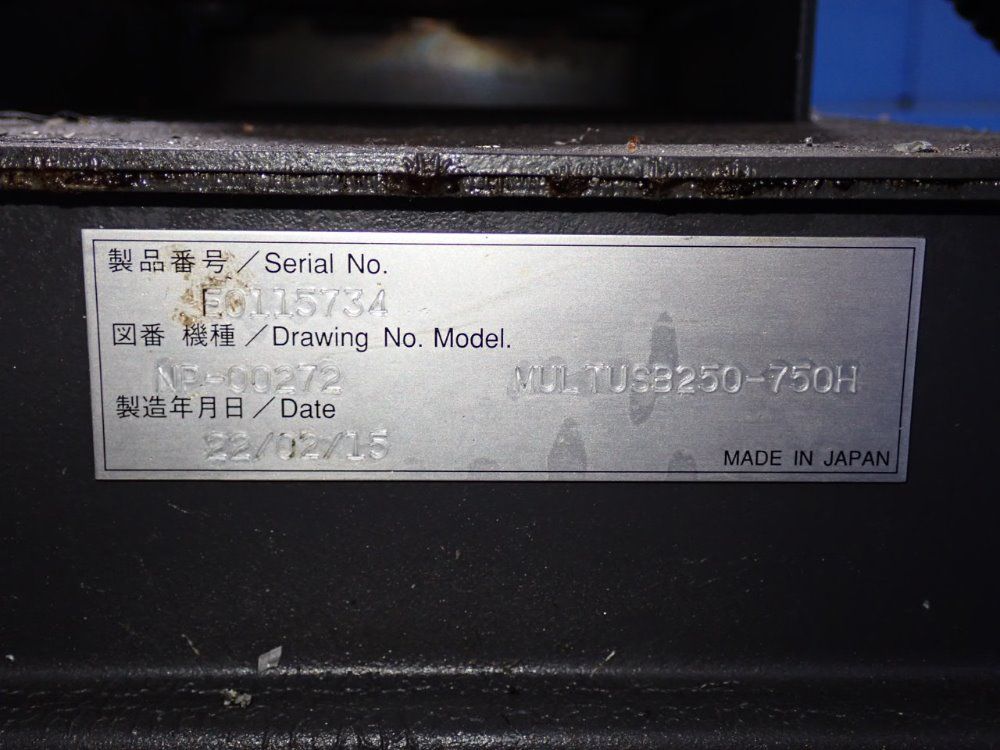 製品番号／Serial No.
E0115734
図番 機種／Drawing No. Model.
NP-00272 MULTUSB250-750H
製造年月日／Date
22/02/15
MADE IN JAPAN